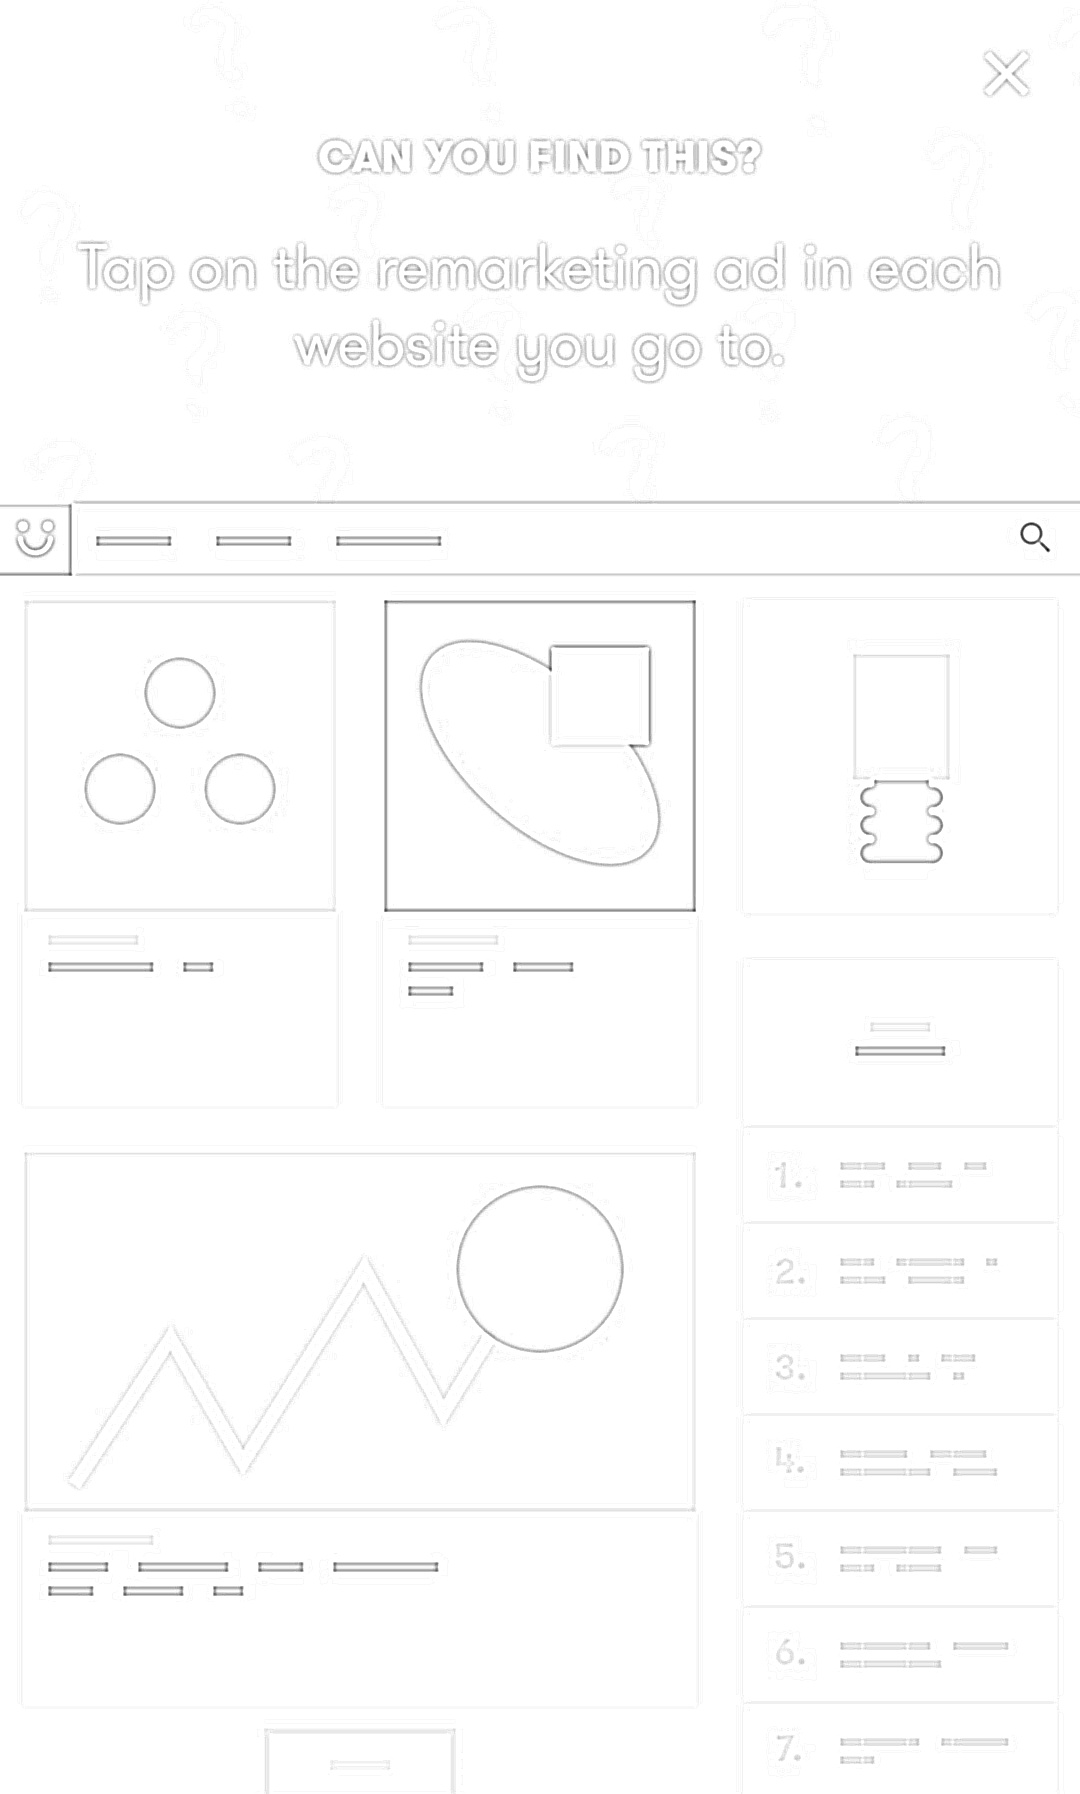 CAN YOU FIND THIS?
Tap on the remarketing ad in each
website you go to.
1.
2.
3.
4.
5.
6.
7.